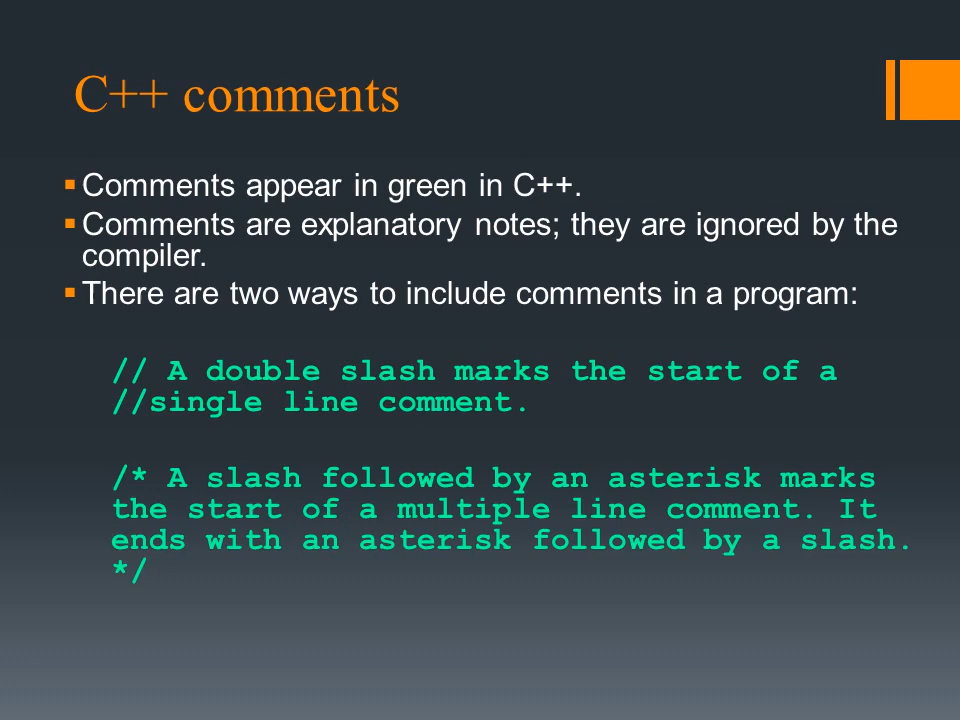 C++ comments
Comments appear in green in C++.
Comments are explanatory notes; they are ignored by the
compiler.
There are two ways to include comments in a program:
// A double slash marks the start of a
//single line comment.
/* A slash followed by an asterisk marks
the start of a multiple line comment. It
ends with an asterisk followed by a slash.
*/